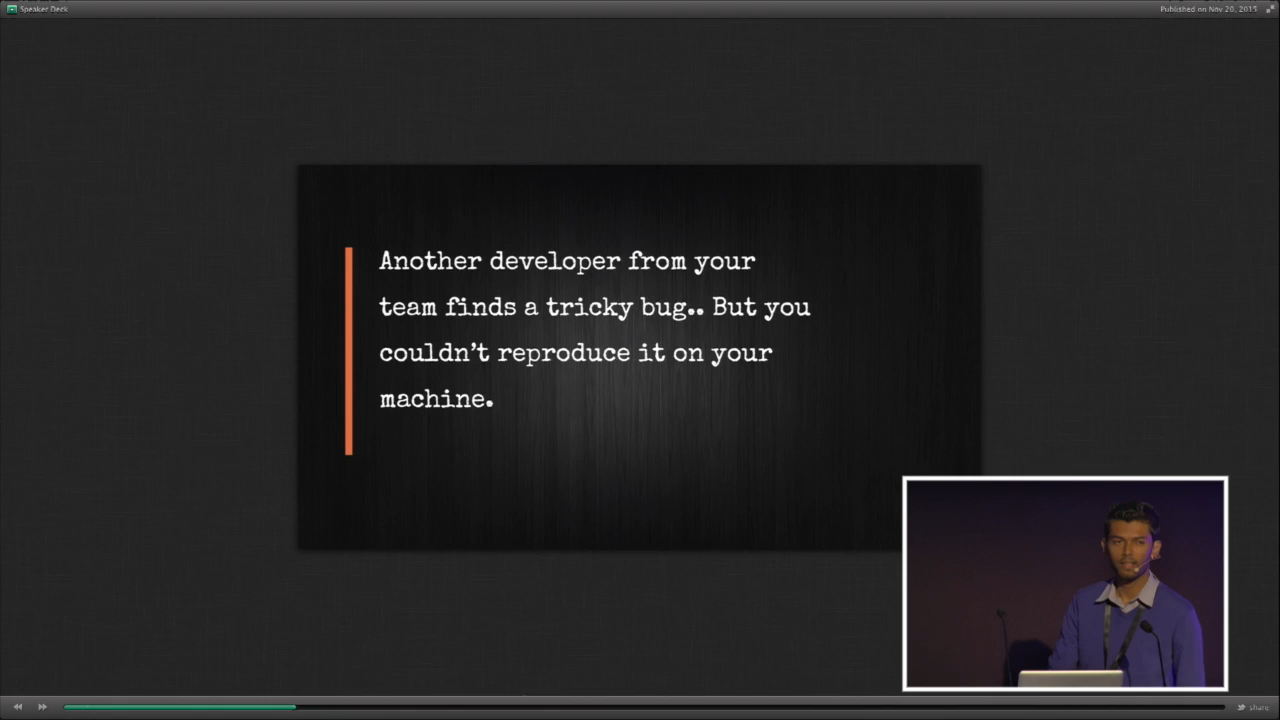 Speaker Deck
Published on Nov 20, 2015
Another developer from your
team finds a tricky bug.. But you
couldn’t reproduce it on your
machine.
share